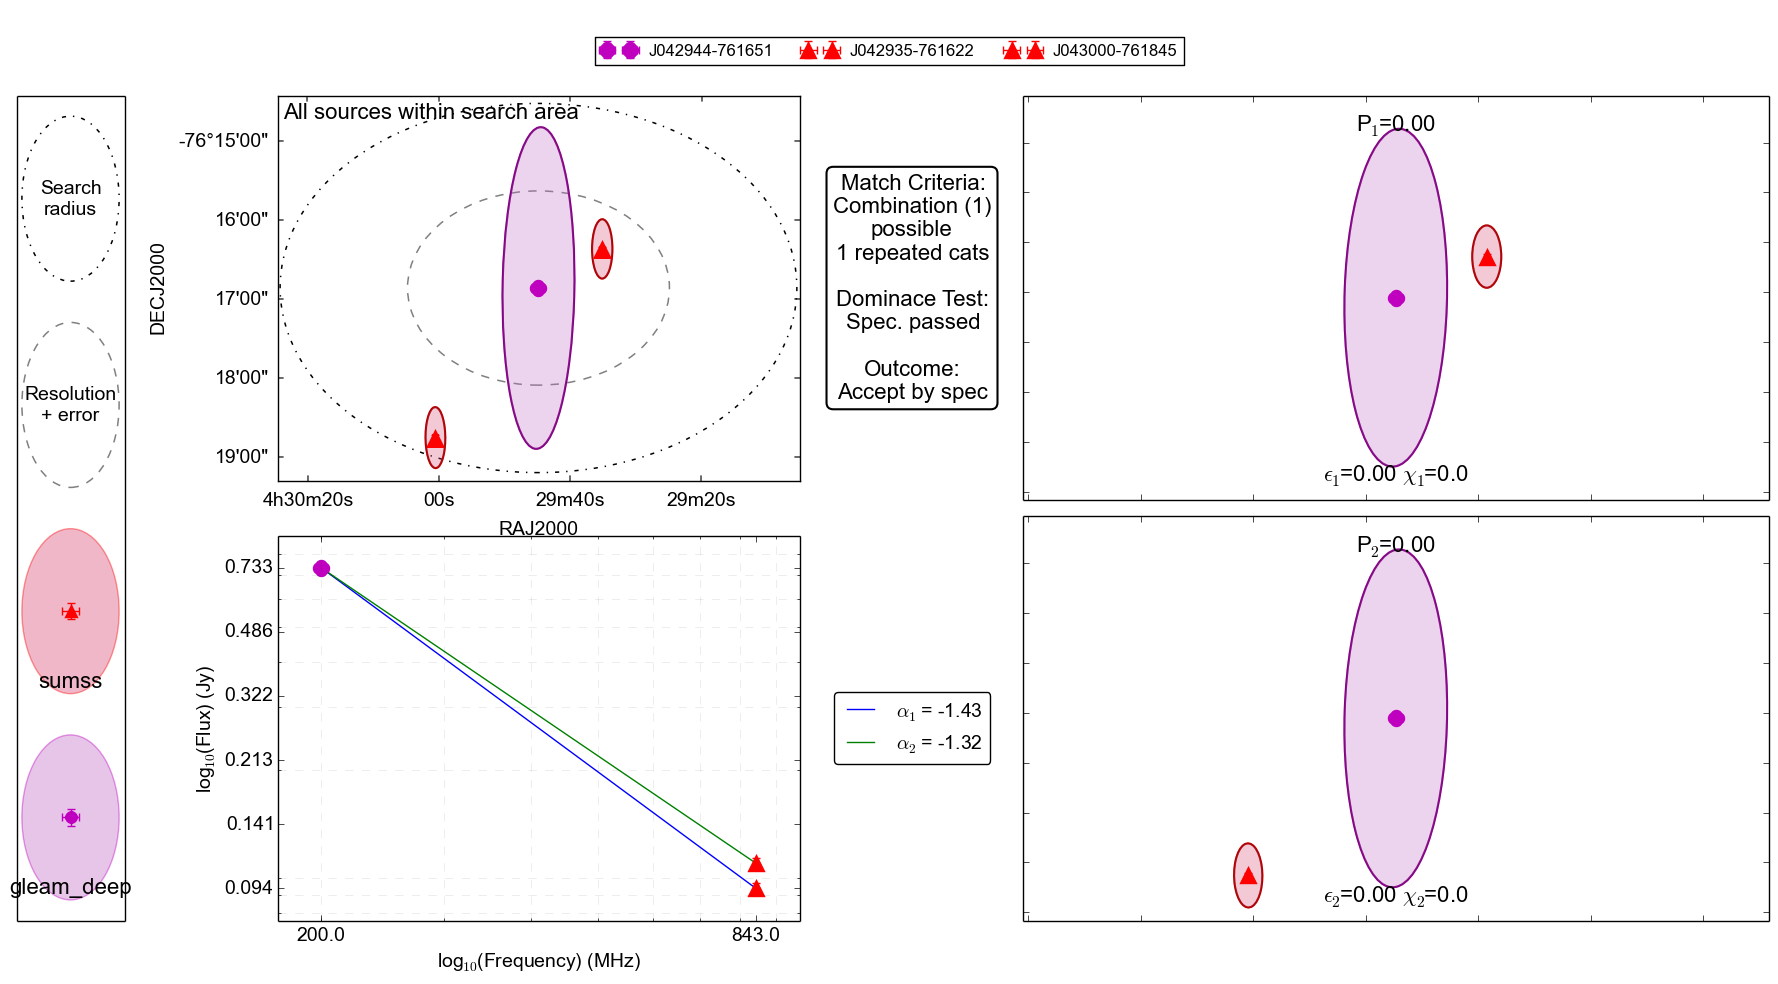 J042944-761651 J042935-761622 J043000-761845
Search
radius
Resolution
+ error
sumss
gleam_deep
All sources within search area
DECJ2000
-76°15'00"
16'00"
17'00"
18'00"
19'00"
4h30m20s 00s 29m40s 29m20s
RAJ2000
Match Criteria:
Combination (1)
possible
1 repeated cats
Dominace Test:
Spec. passed
Outcome:
Accept by spec
P1=0.00
ϵ1=0.00 χ1=0.0
log10(Flux) (Jy)
0.733
0.486
0.322
0.213
0.141
0.094
200.0 843.0
log10(Frequency) (MHz)
α1 = -1.43
α2 = -1.32
P2=0.00
ϵ2=0.00 χ2=0.0